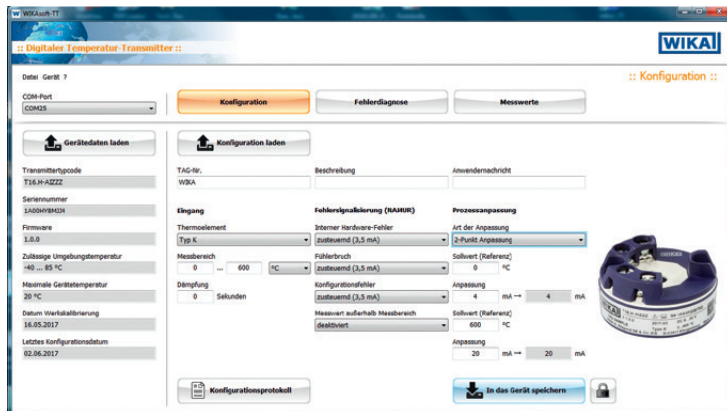 WIKAsoft-TT
:: Digitaler Temperatur-Transmitter ::
WIKA
Datei Gerät ?
:: Konfiguration ::
COM-Port
COM25
Konfiguration
Fehlerdiagnose
Messwerte
Gerätedaten laden
Konfiguration laden
Transmittertypcode
T16.H-AIZZZ
TAG-Nr.
Beschreibung
Anwendernachricht
WIKA
Seriennummer
1A00HYBMJJ4
Eingang
Fehlersignalisierung (NAMUR)
Prozessanpassung
Firmware
1.0.0
Thermoelement
Interner Hardware-Fehler
Art der Anpassung
Typ K
zusteuernd (3,5 mA)
2-Punkt Anpassung
Zulässige Umgebungstemperatur
-40 ... 85 °C
Messbereich
Fühlerbruch
Sollwert (Referenz)
0 ... 600 °C
zusteuernd (3,5 mA)
0 °C
Maximale Gerätetemperatur
20 °C
Dämpfung
Konfigurationsfehler
Anpassung
0 Sekunden
zusteuernd (3,5 mA)
4 mA → 4 mA
Datum Werkskalibrierung
16.05.2017
Messwert außerhalb Messbereich
Sollwert (Referenz)
deaktiviert
600 °C
Letztes Konfigurationsdatum
02.06.2017
Anpassung
20 mA → 20 mA
Konfigurationsprotokoll
In das Gerät speichern
WIKA